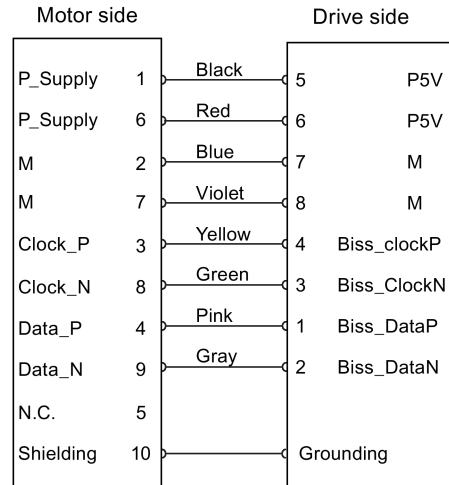 Motor side Drive side
P_Supply 1 Black 5 P5V
P_Supply 6 Red 6 P5V
M 2 Blue 7 M
M 7 Violet 8 M
Clock_P 3 Yellow 4 Biss_clockP
Clock_N 8 Green 3 Biss_ClockN
Data_P 4 Pink 1 Biss_DataP
Data_N 9 Gray 2 Biss_DataN
N.C. 5
Shielding 10 Grounding